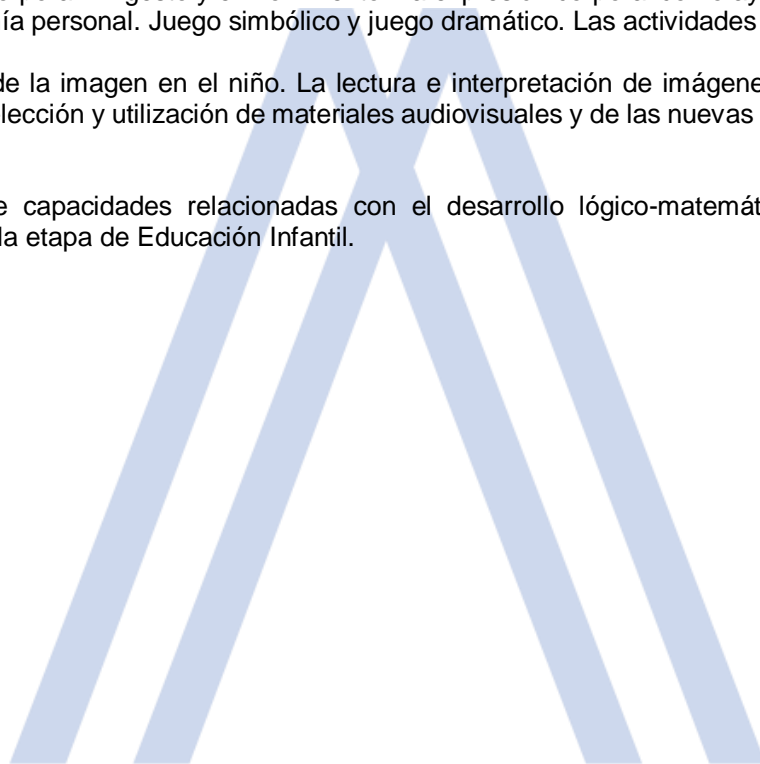 ía personal. Juego simbólico y juego dramático. Las actividades
de la imagen en el niño. La lectura e interpretación de imágene
lección y utilización de materiales audiovisuales y de las nuevas
e capacidades relacionadas con el desarrollo lógico-matemát
la etapa de Educación Infantil.